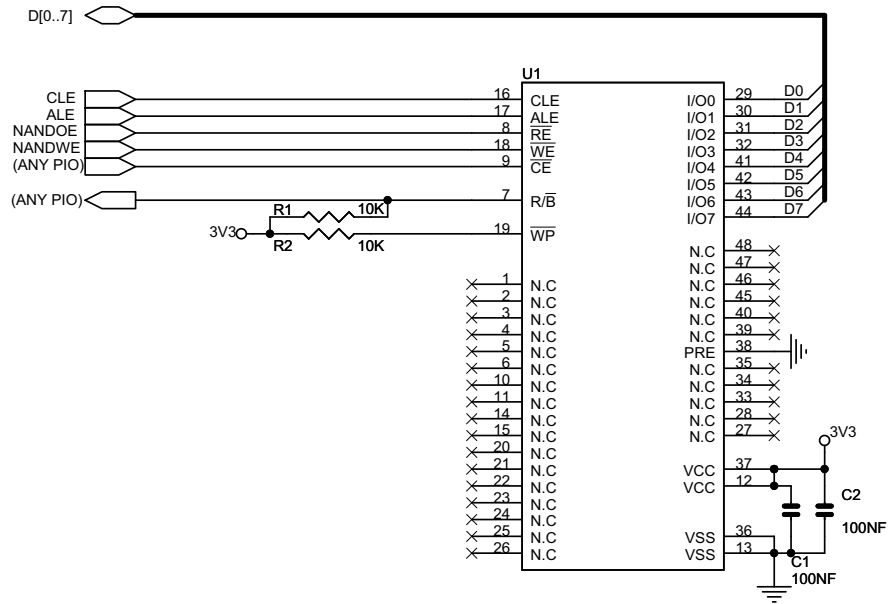 D[0..7]
U1
CLE 16 CLE I/O0 29 D0
ALE 17 ALE I/O1 30 D1
NANDOE 8 RE I/O2 31 D2
NANDWE 18 WE I/O3 32 D3
(ANY PIO) 9 CE I/O4 41 D4
I/O5 42 D5
(ANY PIO) 7 R/B I/O6 43 D6
I/O7 44 D7
R1 10K
3V3 19 WP
R2 10K
N.C 48
N.C 47
1 N.C N.C 46
2 N.C N.C 45
3 N.C N.C 40
4 N.C N.C 39
5 N.C PRE 38
6 N.C N.C 35
10 N.C N.C 34
11 N.C N.C 33
14 N.C N.C 28
15 N.C N.C 27
3V3
20 N.C
21 N.C VCC 37
22 N.C VCC 12
23 N.C C2
24 N.C 100NF
25 N.C VSS 36
26 N.C VSS 13
C1
100NF